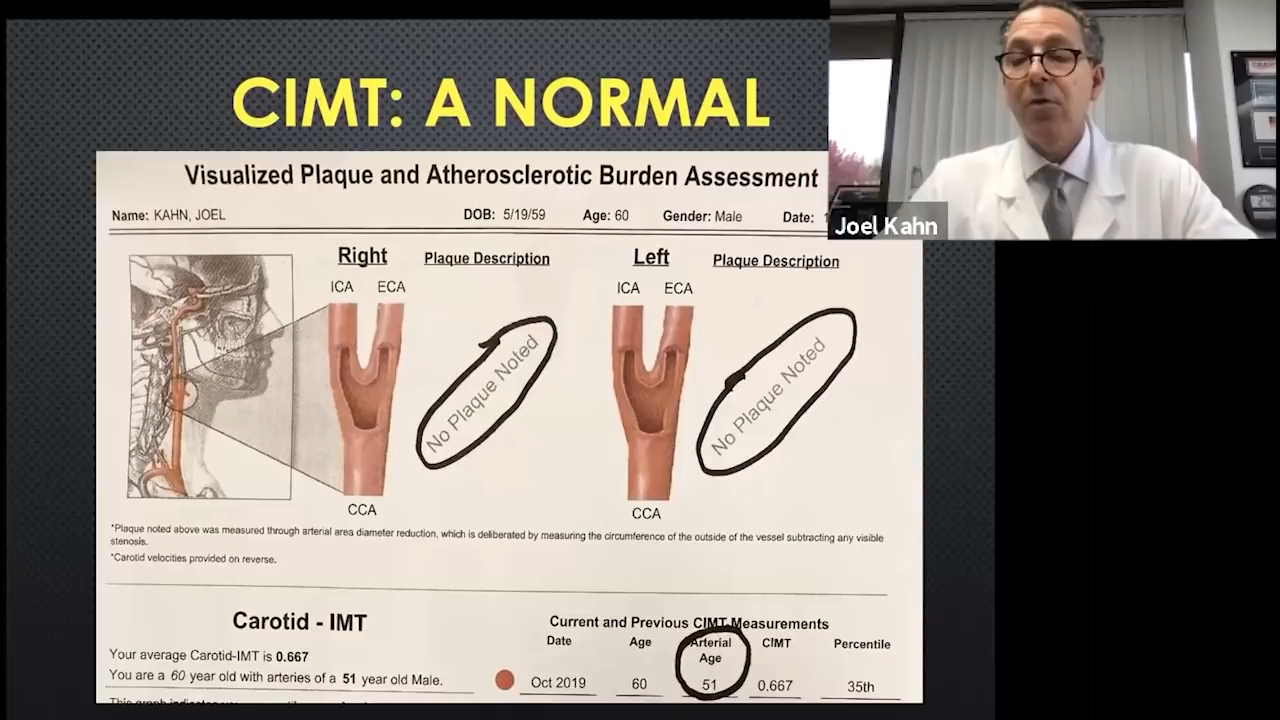 CIMT: A NORMAL
Visualized Plaque and Atherosclerotic Burden Assessment
Name: KAHN, JOEL DOB: 5/19/59 Age: 60 Gender: Male Date:
Joel Kahn
Right Plaque Description Left Plaque Description
ICA ECA ICA ECA
No Plaque Noted No Plaque Noted
CCA CCA
*Plaque noted above was measured through arterial area diameter reduction, which is deliberated by measuring the circumference of the outside of the vessel subtracting any visible
stenosis.
*Carotid velocities provided on reverse.
Carotid - IMT
Your average Carotid-IMT is 0.667
You are a 60 year old with arteries of a 51 year old Male.
Current and Previous CIMT Measurements
Date Age Arterial Age CIMT Percentile
Oct 2019 60 51 0.667 35th
This graph